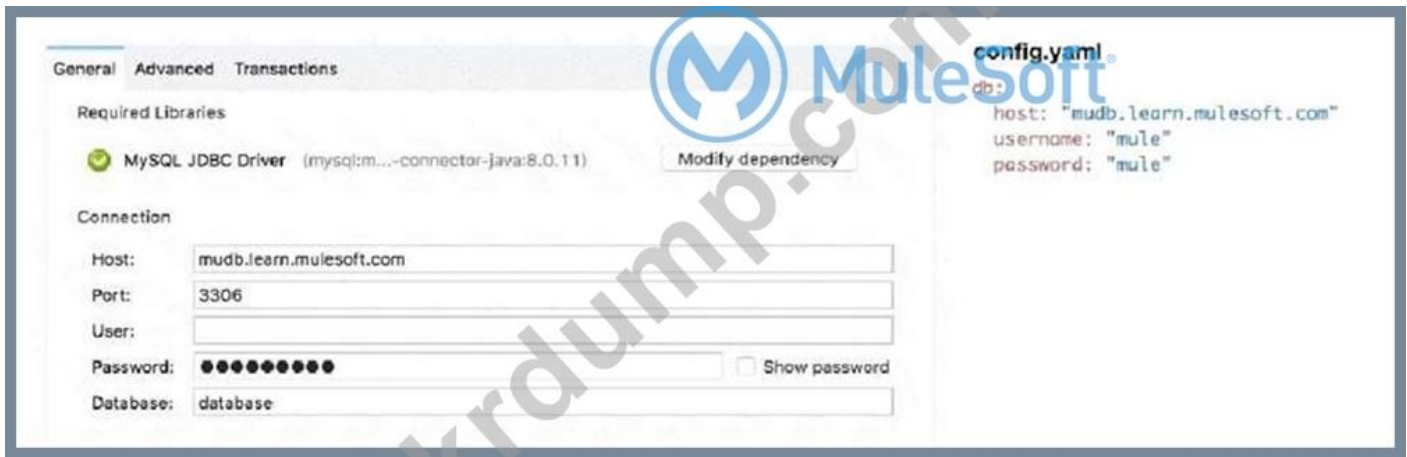 General Advanced Transactions
Required Libraries
MySQL JDBC Driver (mysql:m...-connector-java:8.0.11) Modify dependency
Connection
Host: mudb.learn.mulesoft.com
Port: 3306
User:
Password: ●●●●●●●●● Show password
Database: database
MuleSoft
config.yaml
db:
host: "mudb.learn.mulesoft.com"
username: "mule"
password: "mule"
krdump.com